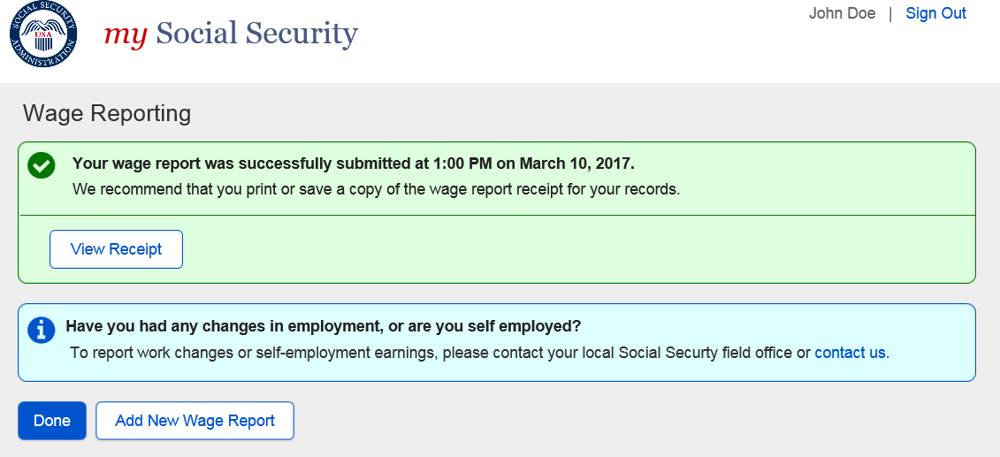 SOCIAL SECURITY ADMINISTRATION
USA
my Social Security
John Doe | Sign Out
Wage Reporting
Your wage report was successfully submitted at 1:00 PM on March 10, 2017.
We recommend that you print or save a copy of the wage report receipt for your records.
View Receipt
Have you had any changes in employment, or are you self employed?
To report work changes or self-employment earnings, please contact your local Social Securty field office or contact us.
Done
Add New Wage Report